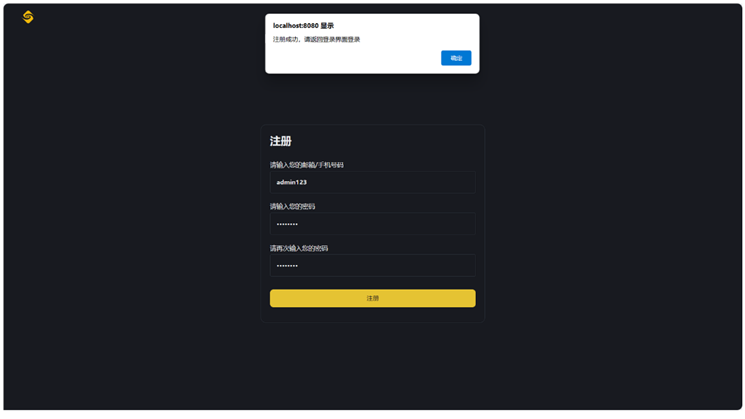 localhost:8080 显示
注册成功、请返回登录界面登录
确定
注册
请输入您的邮箱/手机号码
admin123
请输入您的密码
••••••••
请再次输入您的密码
••••••••
注册